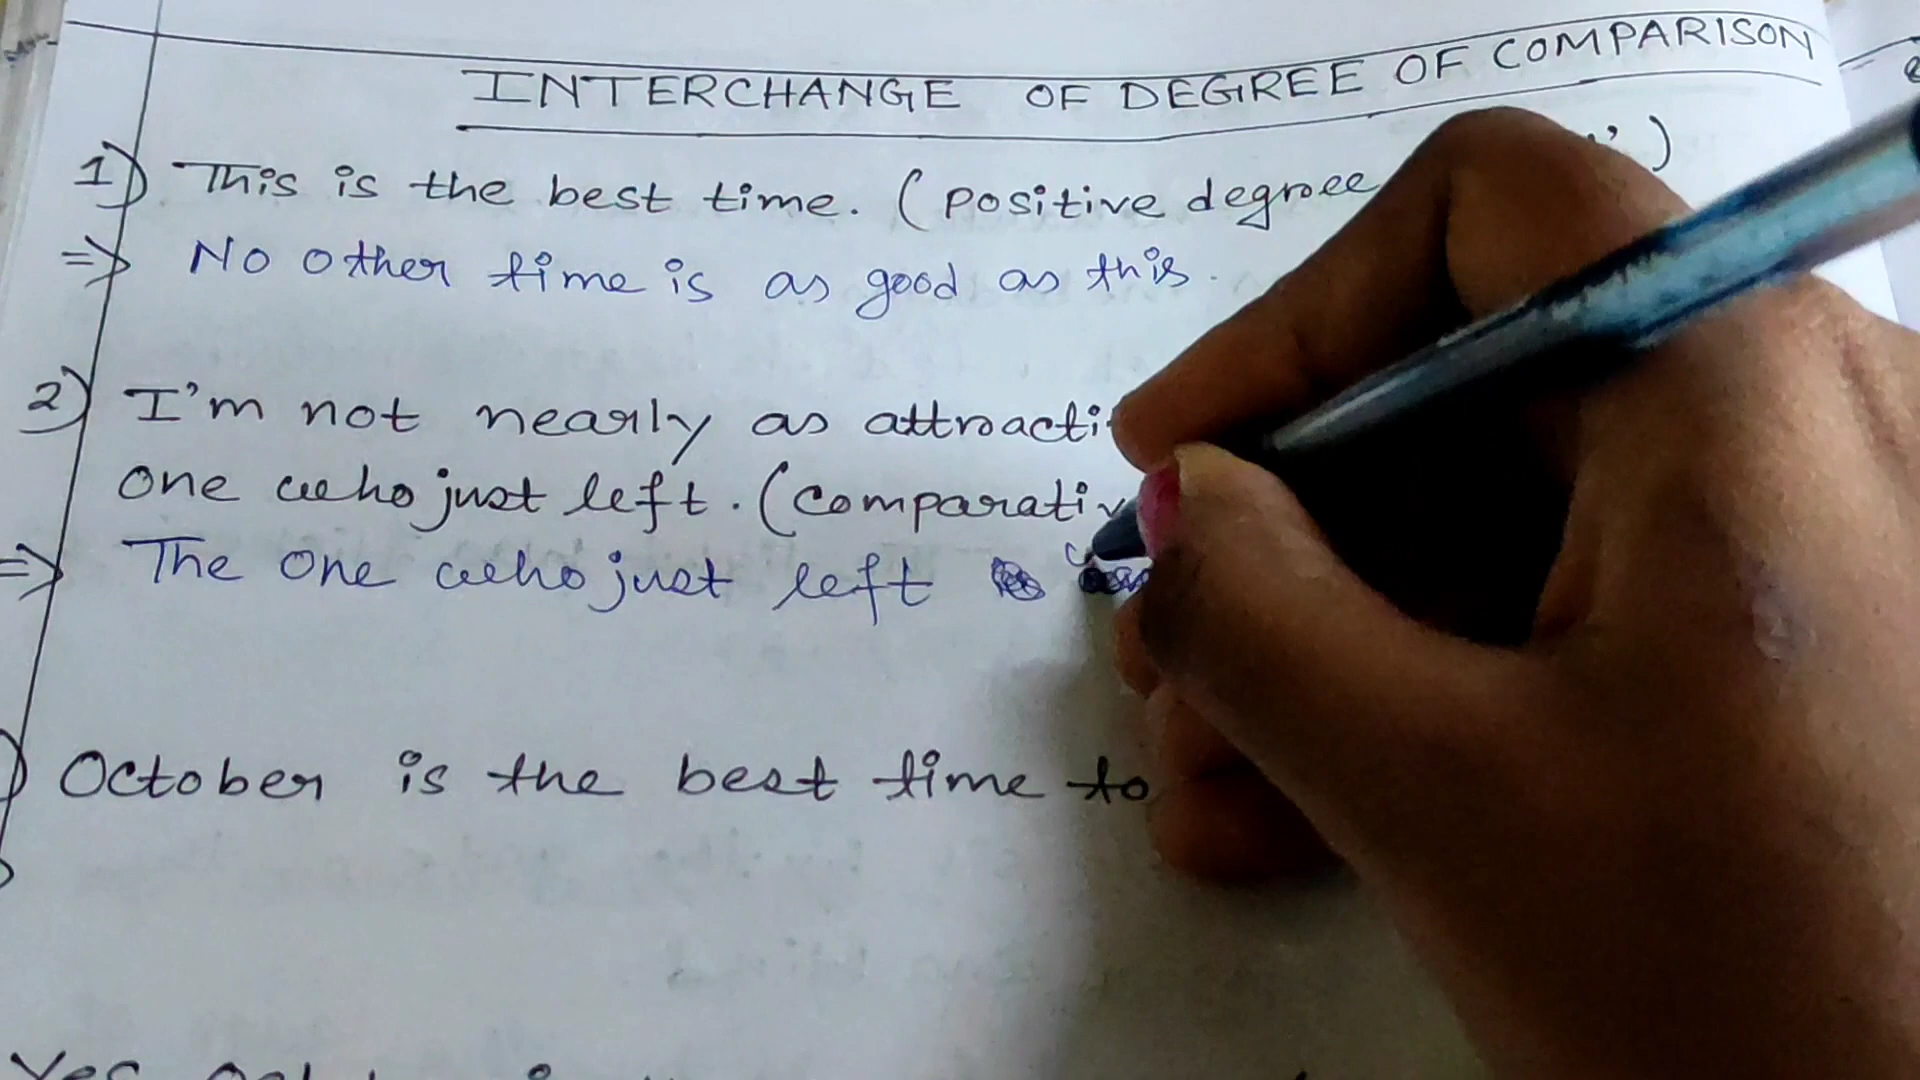 INTERCHANGE OF DEGREE OF COMPARISON
1) This is the best time. (Positive degree )
=> No other time is as good as this.
2) I'm not nearly as
one who just left. (
=> The one who just left
) October is the best time to